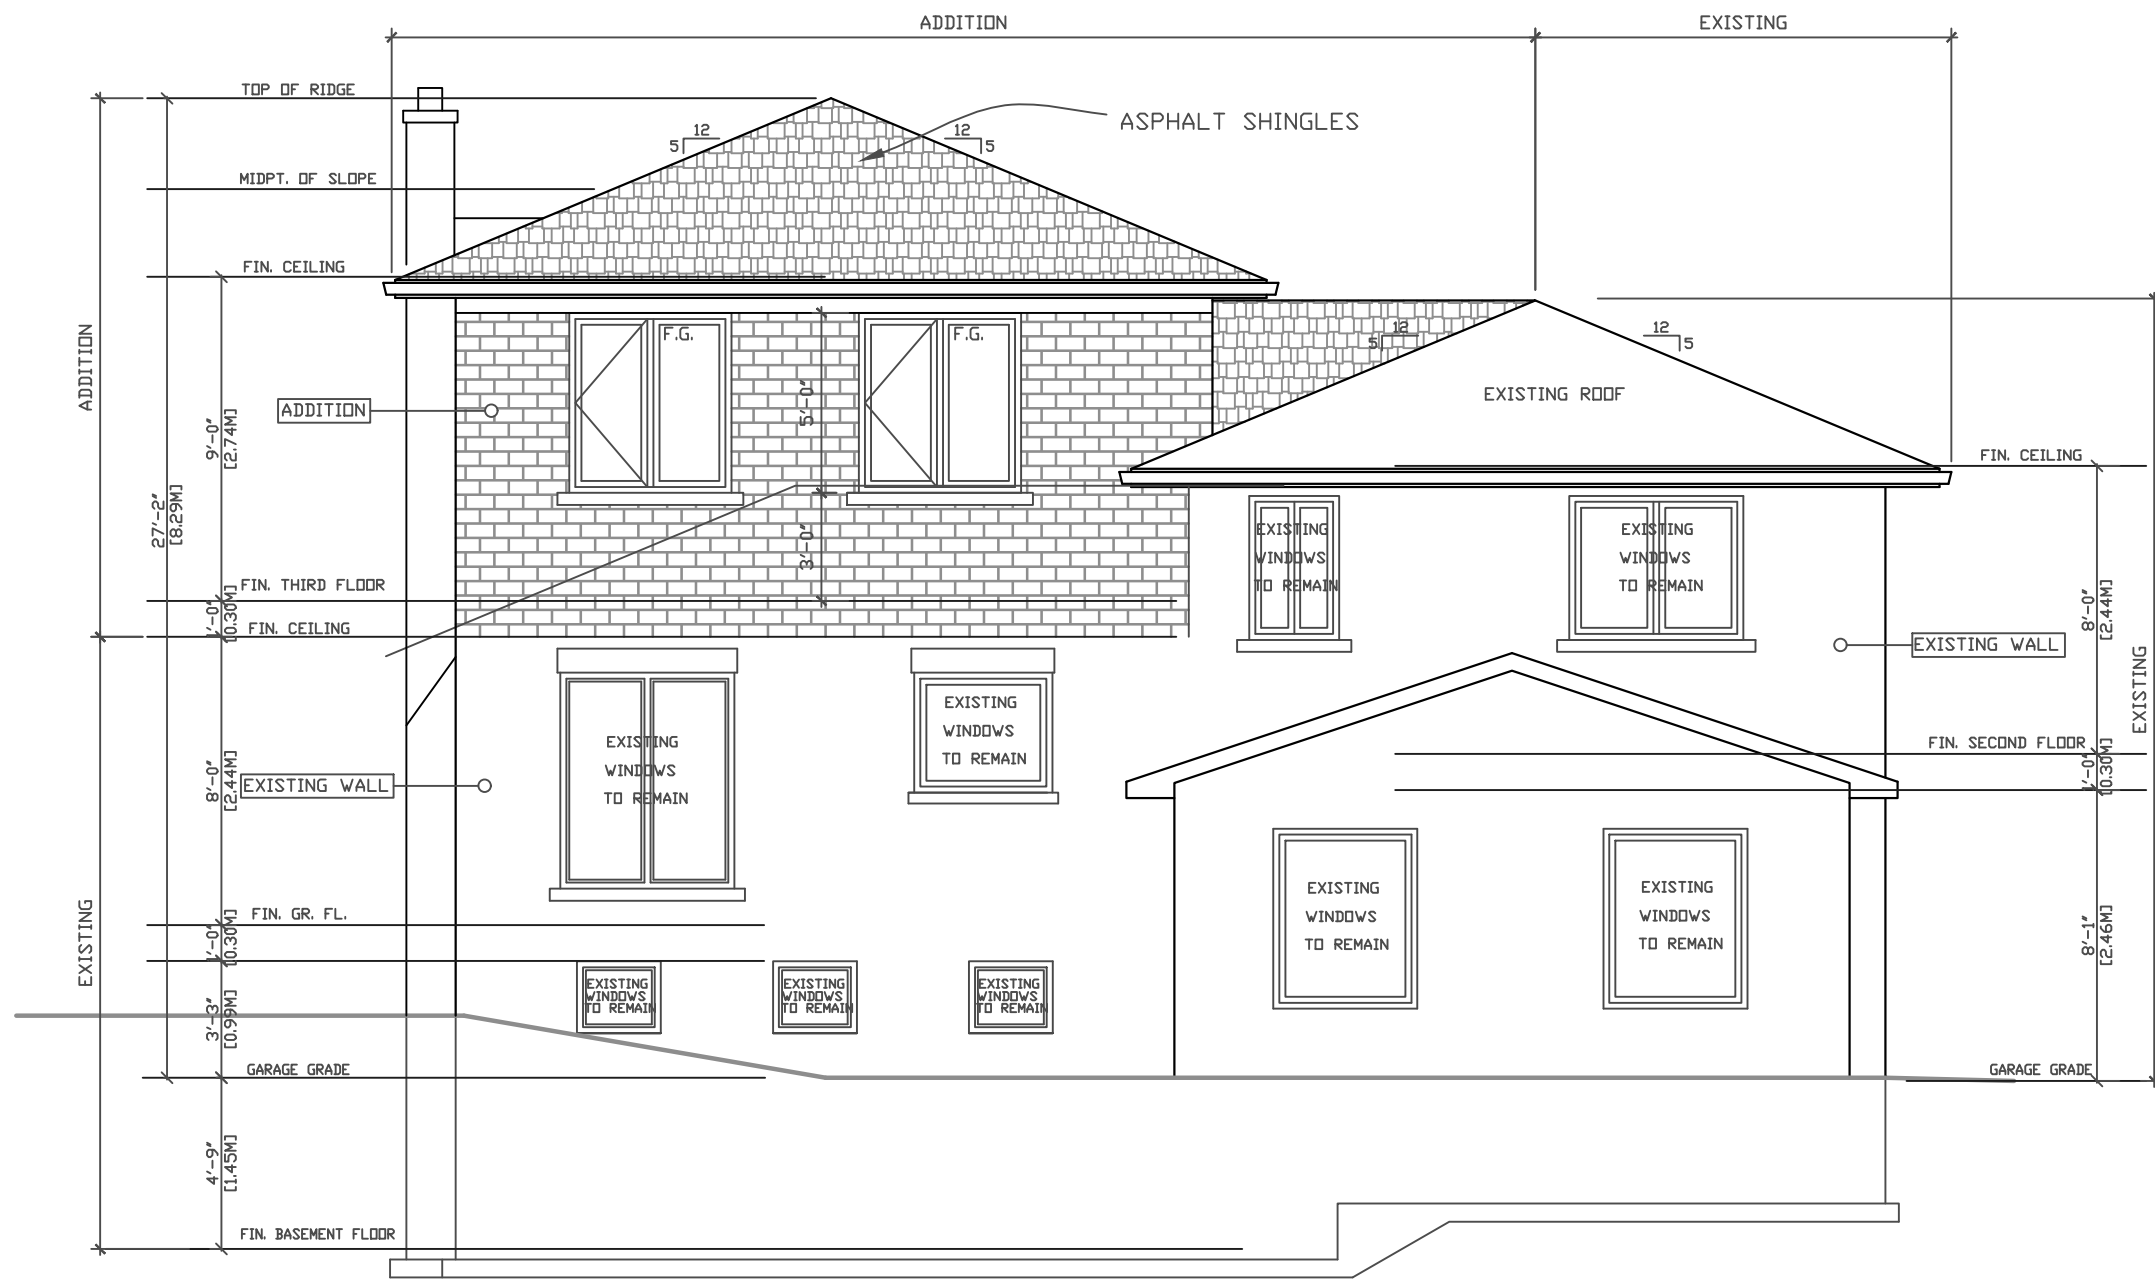 ADDITION
EXISTING
TOP OF RIDGE
ASPHALT SHINGLES
12
5
12
5
MIDPT. OF SLOPE
FIN. CEILING
F.G.
F.G.
12
5
12
5
EXISTING ROOF
ADDITION
ADDITION
5'-0"
9'-0"
[2.74M]
FIN. CEILING
27'-2"
[8.29M]
3'-0"
EXISTING
WINDOWS
TO REMAIN
EXISTING
WINDOWS
TO REMAIN
FIN. THIRD FLOOR
1'-0"
[0.30M]
FIN. CEILING
8'-0"
[2.44M]
EXISTING WALL
EXISTING
EXISTING
WINDOWS
TO REMAIN
EXISTING
WINDOWS
TO REMAIN
FIN. SECOND FLOOR
1'-0"
[0.30M]
8'-0"
[2.44M]
EXISTING WALL
EXISTING
WINDOWS
TO REMAIN
EXISTING
WINDOWS
TO REMAIN
8'-1"
[2.46M]
FIN. GR. FL.
1'-0"
[0.30M]
EXISTING
EXISTING
WINDOWS
TO REMAIN
EXISTING
WINDOWS
TO REMAIN
EXISTING
WINDOWS
TO REMAIN
3'-3"
[0.99M]
GARAGE GRADE
GARAGE GRADE
4'-9"
[1.45M]
FIN. BASEMENT FLOOR